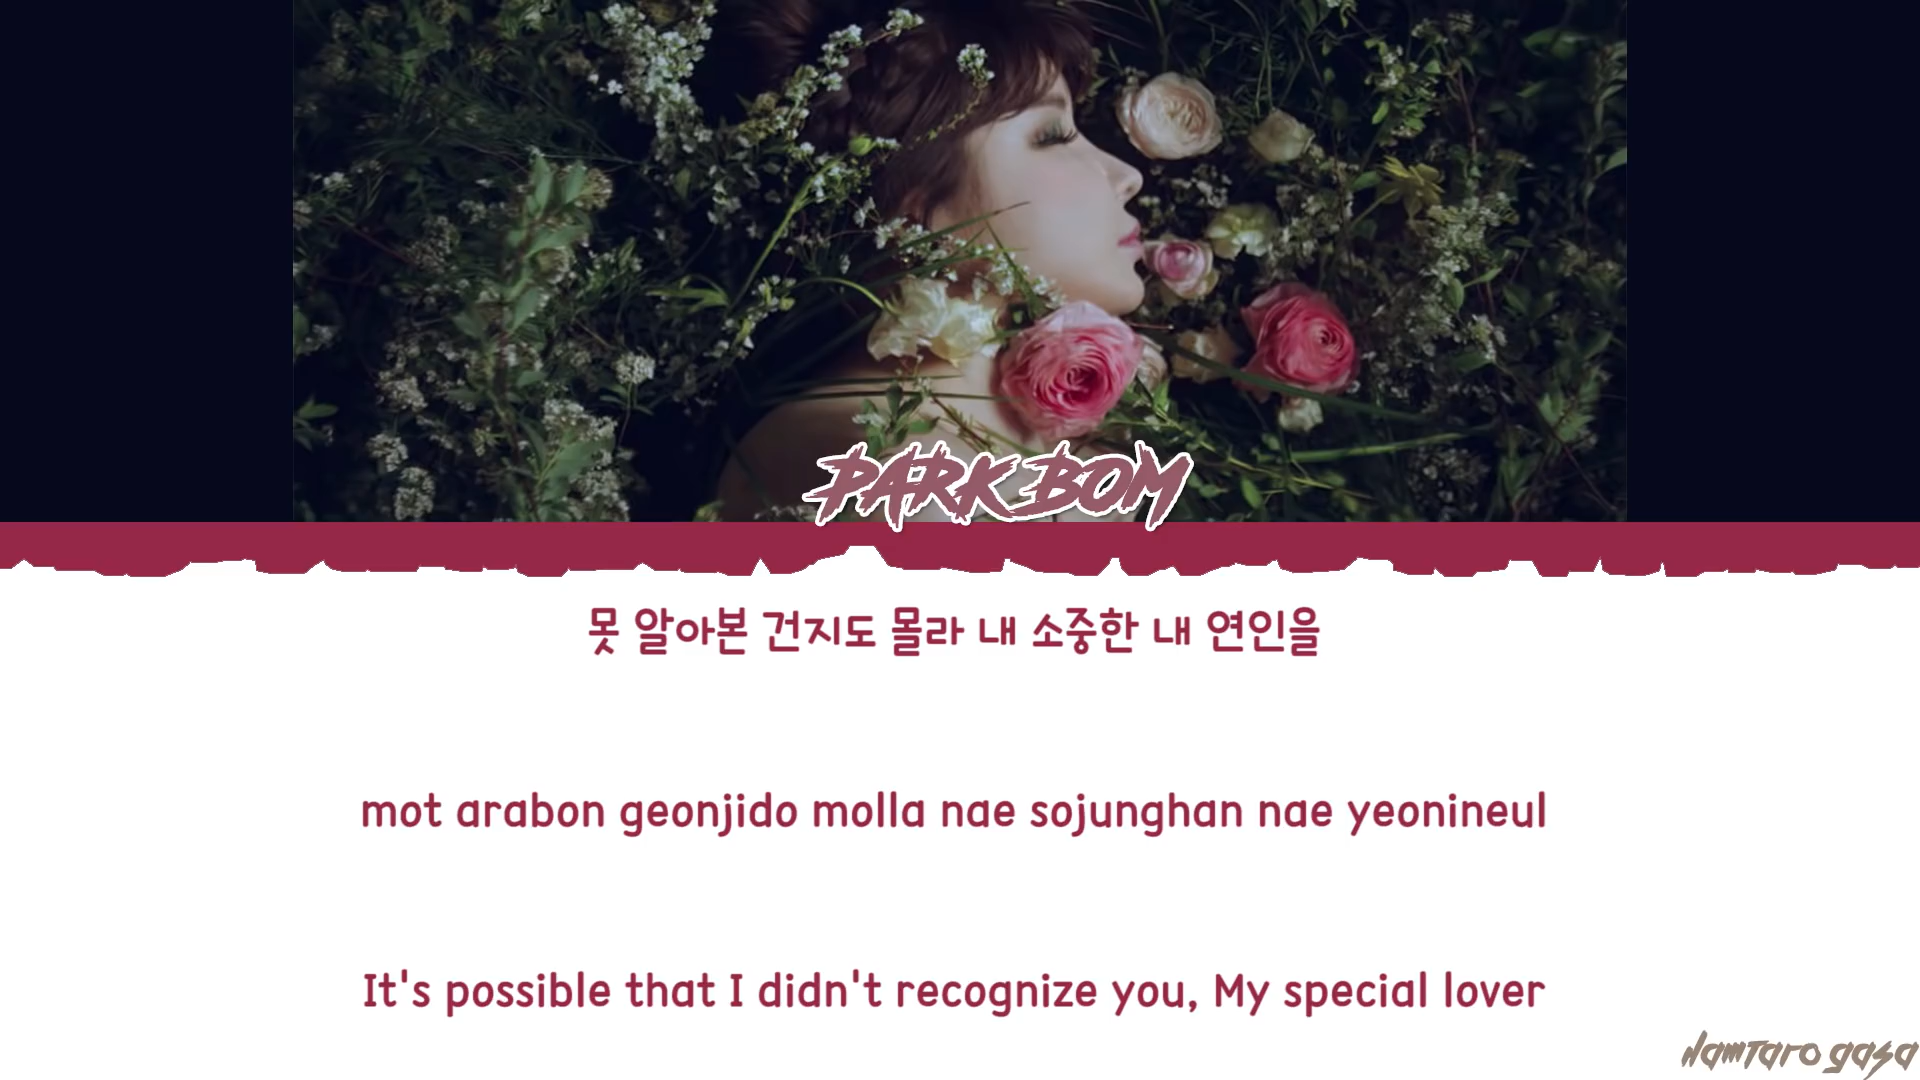 PARK BOM
못 알아본 건지도 몰라 내 소중한 내 연인을
mot arabon geonjido molla nae sojunghan nae yeonineul
It's possible that I didn't recognize you, My special lover
Jamtaro gasa